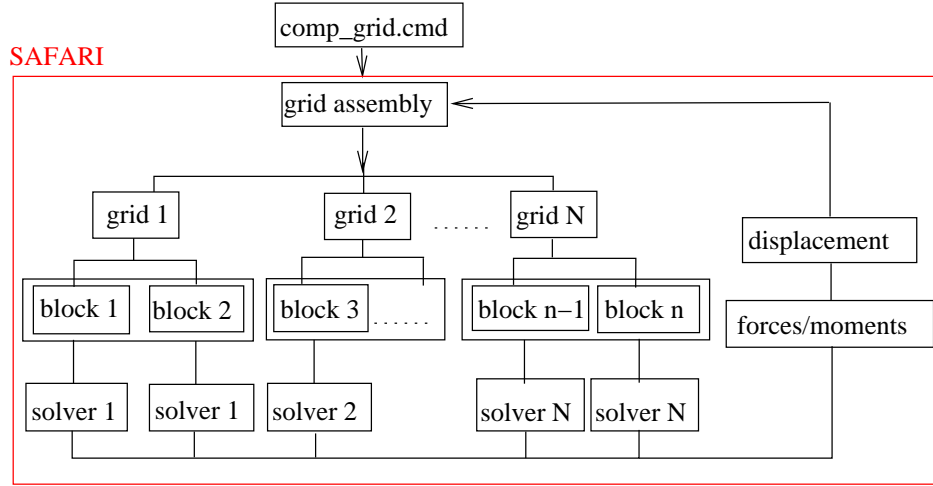 comp_grid.cmd
SAFARI
grid assembly
grid 1
grid 2
......
grid N
displacement
block 1
block 2
block 3
......
block n−1
block n
forces/moments
solver 1
solver 1
solver 2
solver N
solver N